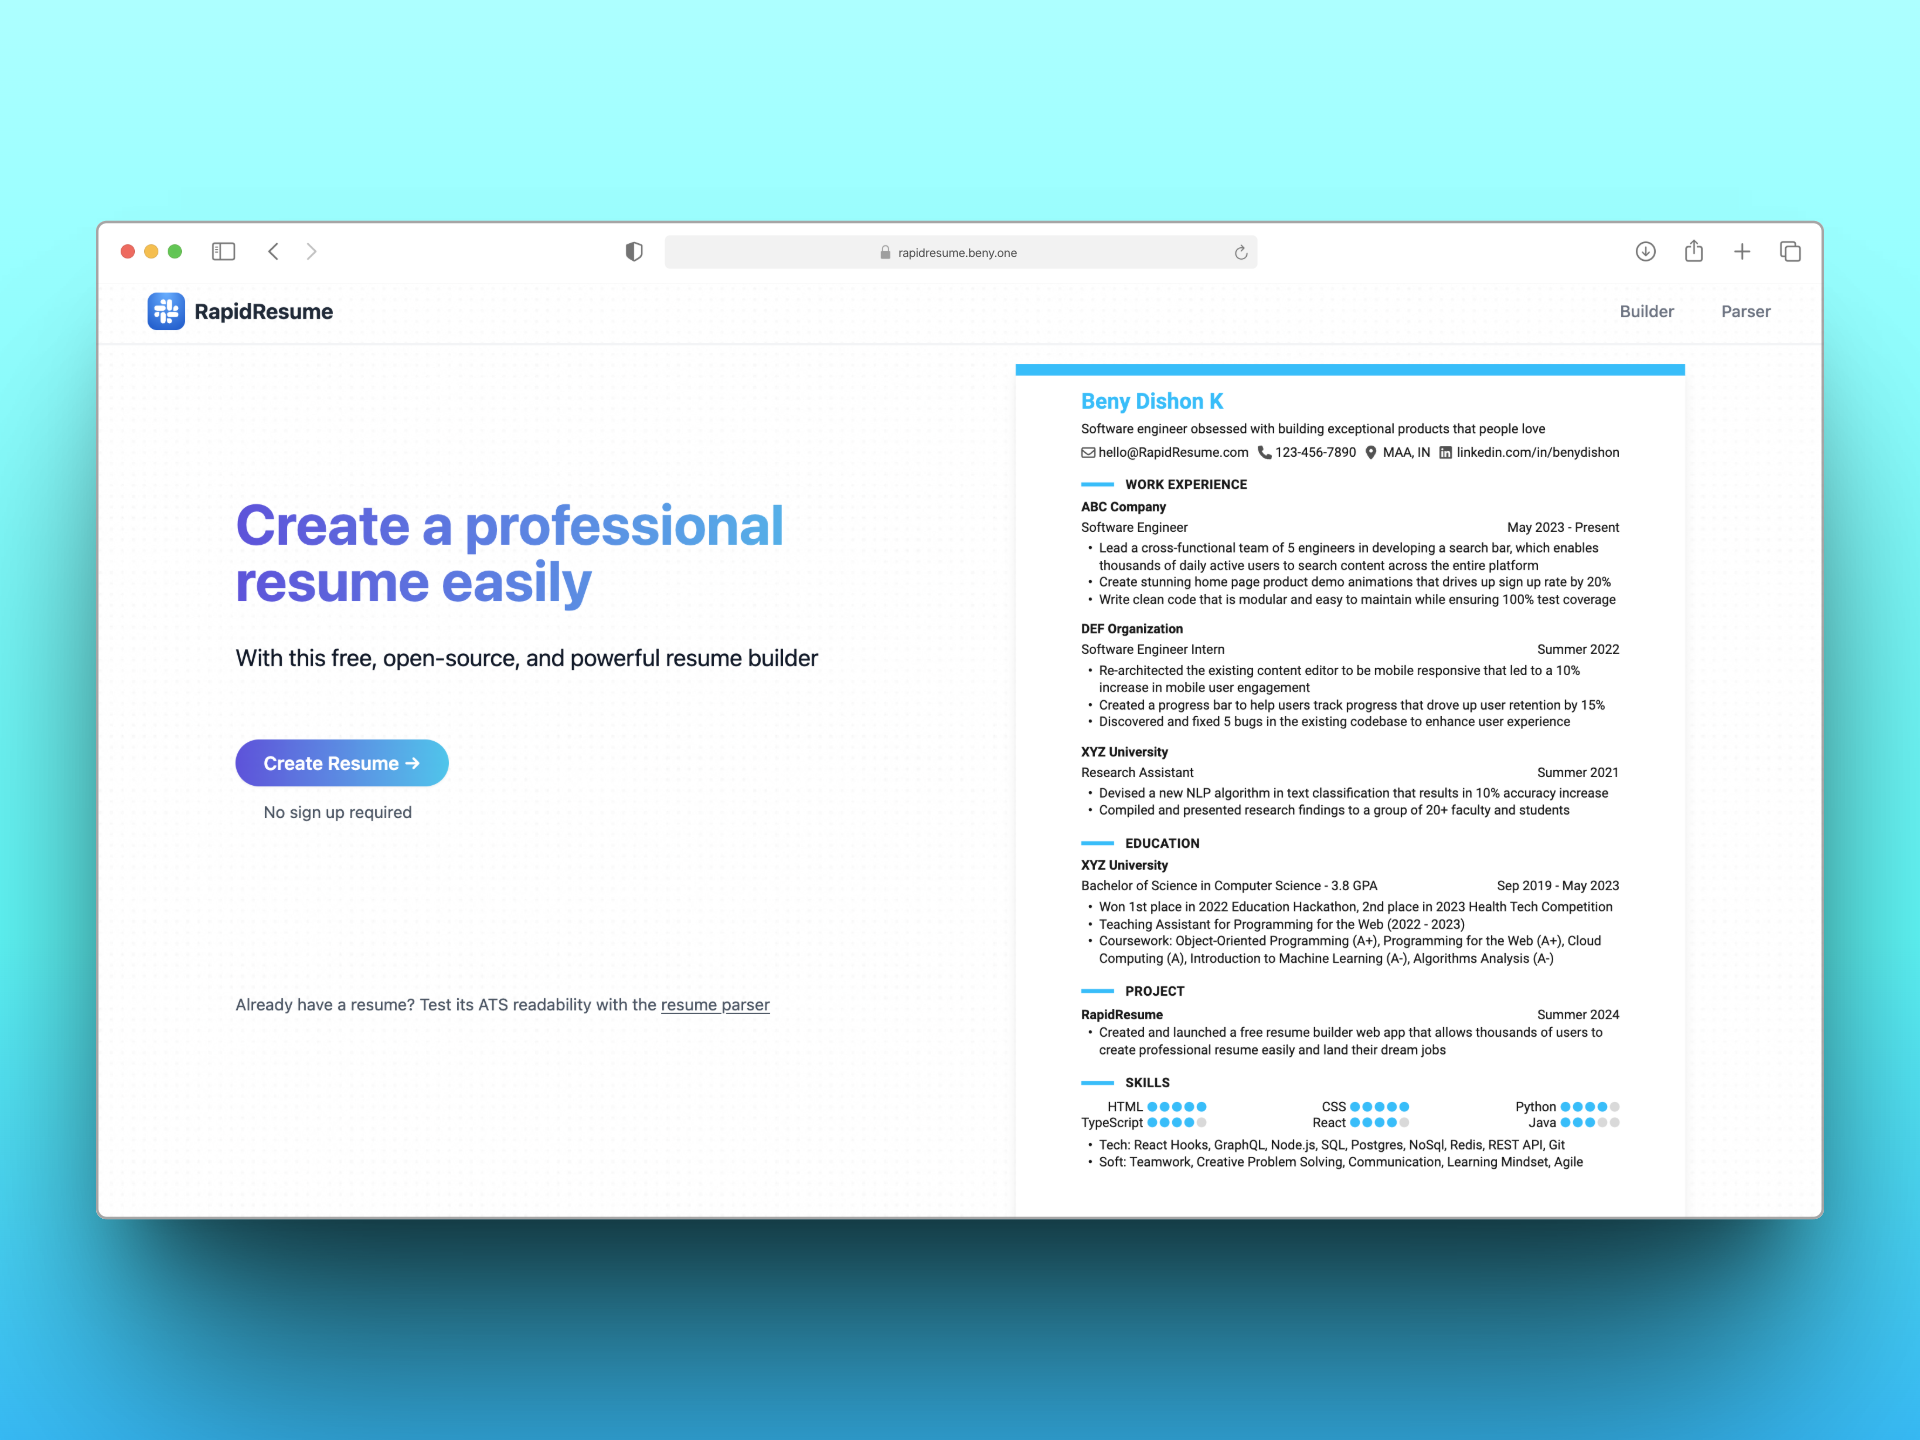 rapidresume.beny.one
RapidResume
Builder
Parser
Create a professional
resume easily
With this free, open-source, and powerful resume builder
Create Resume →
No sign up required
Already have a resume? Test its ATS readability with the resume parser
Beny Dishon K
Software engineer obsessed with building exceptional products that people love
hello@RapidResume.com 123-456-7890 MAA, IN linkedin.com/in/benydishon
WORK EXPERIENCE
ABC Company
Software Engineer May 2023 - Present
• Lead a cross-functional team of 5 engineers in developing a search bar, which enables
thousands of daily active users to search content across the entire platform
• Create stunning home page product demo animations that drives up sign up rate by 20%
• Write clean code that is modular and easy to maintain while ensuring 100% test coverage
DEF Organization
Software Engineer Intern Summer 2022
• Re-architected the existing content editor to be mobile responsive that led to a 10%
increase in mobile user engagement
• Created a progress bar to help users track progress that drove up user retention by 15%
• Discovered and fixed 5 bugs in the existing codebase to enhance user experience
XYZ University
Research Assistant Summer 2021
• Devised a new NLP algorithm in text classification that results in 10% accuracy increase
• Compiled and presented research findings to a group of 20+ faculty and students
EDUCATION
XYZ University
Bachelor of Science in Computer Science - 3.8 GPA Sep 2019 - May 2023
• Won 1st place in 2022 Education Hackathon, 2nd place in 2023 Health Tech Competition
• Teaching Assistant for Programming for the Web (2022 - 2023)
• Coursework: Object-Oriented Programming (A+), Programming for the Web (A+), Cloud
Computing (A), Introduction to Machine Learning (A-), Algorithms Analysis (A-)
PROJECT
RapidResume Summer 2024
• Created and launched a free resume builder web app that allows thousands of users to
create professional resume easily and land their dream jobs
SKILLS
HTML CSS Python
TypeScript React Java
• Tech: React Hooks, GraphQL, Node.js, SQL, Postgres, NoSql, Redis, REST API, Git
• Soft: Teamwork, Creative Problem Solving, Communication, Learning Mindset, Agile